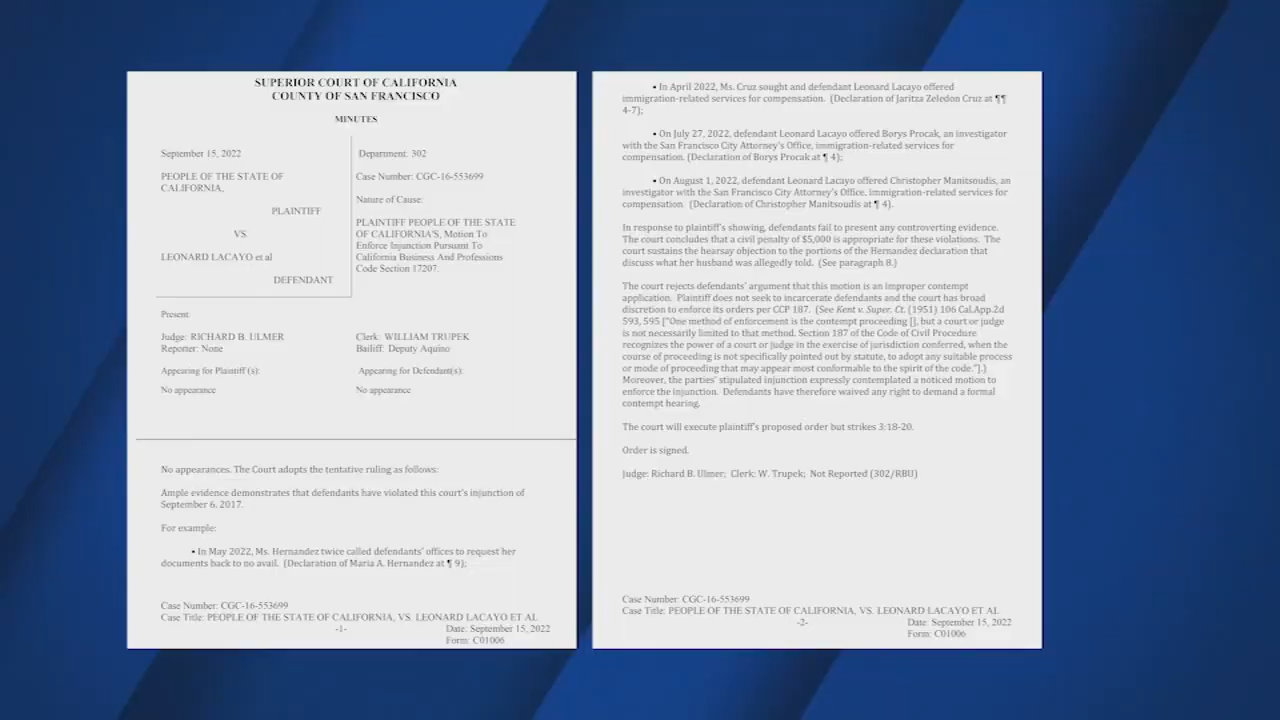 SUPERIOR COURT OF CALIFORNIA
COUNTY OF SAN FRANCISCO
MINUTES
September 15, 2022
Department: 302
PEOPLE OF THE STATE OF
CALIFORNIA,
PLAINTIFF
VS.
LEONARD LACAYO et al
DEFENDANT
Case Number: CGC-16-553699
Nature of Cause:
PLAINTIFF PEOPLE OF THE STATE
OF CALIFORNIA'S, Motion To
Enforce Injunction Pursuant To
California Business And Professions
Code Section 17207.
Present:
Judge: RICHARD B. ULMER
Clerk: WILLIAM TRUPEK
Reporter: None
Bailiff: Deputy Aquino
Appearing for Plaintiff (s):
Appearing for Defendant(s):
No appearance
No appearance
No appearances. The Court adopts the tentative ruling as follows:
Ample evidence demonstrates that defendants have violated this court's injunction of
September 6, 2017.
For example:
• In May 2022, Ms. Hernandez twice called defendants' offices to request her
documents back to no avail. (Declaration of Maria A. Hernandez at ¶ 9);
Case Number: CGC-16-553699
Case Title: PEOPLE OF THE STATE OF CALIFORNIA, VS. LEONARD LACAYO ET AL
-1-
Date: September 15, 2022
Form: C01006
• In April 2022, Ms. Cruz sought and defendant Leonard Lacayo offered
immigration-related services for compensation. (Declaration of Jaritza Zeledon Cruz at ¶¶
4-7);
• On July 27, 2022, defendant Leonard Lacayo offered Borys Procak, an investigator
with the San Francisco City Attorney's Office, immigration-related services for
compensation. (Declaration of Borys Procak at ¶ 4);
• On August 1, 2022, defendant Leonard Lacayo offered Christopher Manitsoudis, an
investigator with the San Francisco City Attorney's Office, immigration-related services for
compensation (Declaration of Christopher Manitsoudis at ¶ 4).
In response to plaintiff's showing, defendants fail to present any controverting evidence.
The court concludes that a civil penalty of $5,000 is appropriate for these violations. The
court sustains the hearsay objection to the portions of the Hernandez declaration that
discuss what her husband was allegedly told. (See paragraph 8.)
The court rejects defendants' argument that this motion is an improper contempt
application. Plaintiff does not seek to incarcerate defendants and the court has broad
discretion to enforce its orders per CCP 187. (See Kent v. Super. Ct. (1951) 106 Cal.App.2d
593, 595 ["One method of enforcement is the contempt proceeding [], but a court or judge
is not necessarily limited to that method. Section 187 of the Code of Civil Procedure
recognizes the power of a court or judge in the exercise of jurisdiction conferred, when the
course of proceeding is not specifically pointed out by statute, to adopt any suitable process
or mode of proceeding that may appear most conformable to the spirit of the code."].)
Moreover, the parties' stipulated injunction expressly contemplated a noticed motion to
enforce the injunction. Defendants have therefore waived any right to demand a formal
contempt hearing.
The court will execute plaintiff's proposed order but strikes 3:18-20.
Order is signed.
Judge: Richard B. Ulmer; Clerk: W. Trupek; Not Reported (302/RBU)
Case Number: CGC-16-553699
Case Title: PEOPLE OF THE STATE OF CALIFORNIA, VS. LEONARD LACAYO ET AL
-2-
Date: September 15, 2022
Form: C01006